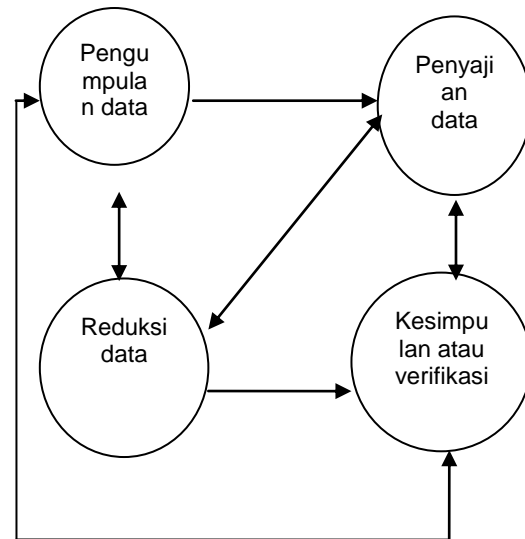 Pengu
mpula
n data
Penyaji
an
data
Reduksi
data
Kesimpu
lan atau
verifikasi